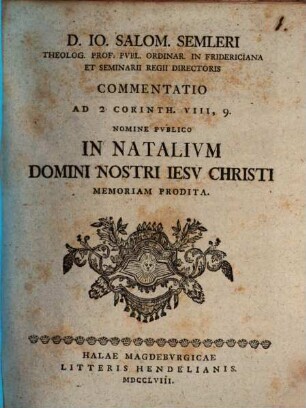 1.
D. IO. SALOM. SEMLERI
THEOLOG. PROF. PVBL. ORDINAR. IN FRIDERICIANA
ET SEMINARII REGII DIRECTORIS
COMMENTATIO
AD 2 CORINTH. VIII, 9.
NOMINE PVBLICO
IN NATALIVM
DOMINI NOSTRI IESV CHRISTI
MEMORIAM PRODITA.
HALAE MAGDEBVRGICAE
LITTERIS HENDELIANIS.
MDCCLVIII.